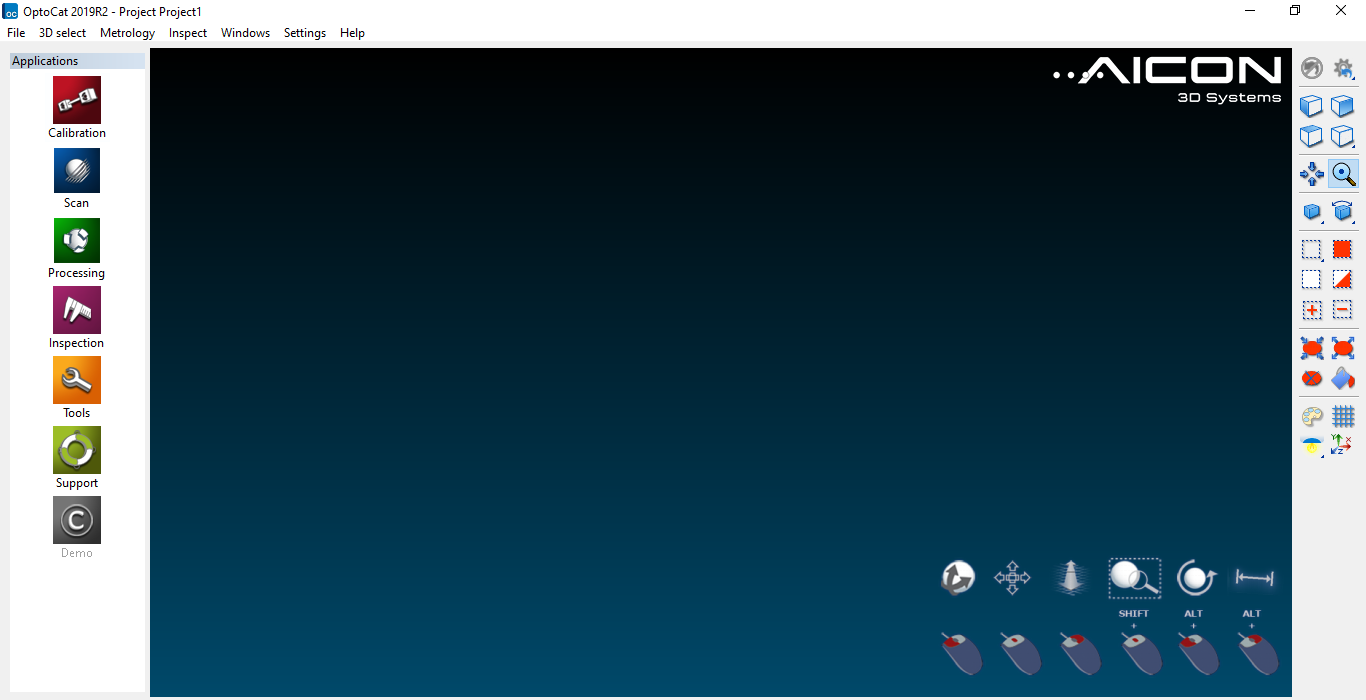 OptoCat 2019R2 - Project Project1
File 3D select Metrology Inspect Windows Settings Help
Applications
Calibration
Scan
Processing
Inspection
Tools
Support
C
Demo
AICON
3D Systems
SHIFT ALT ALT
+ + +
Y X
Z